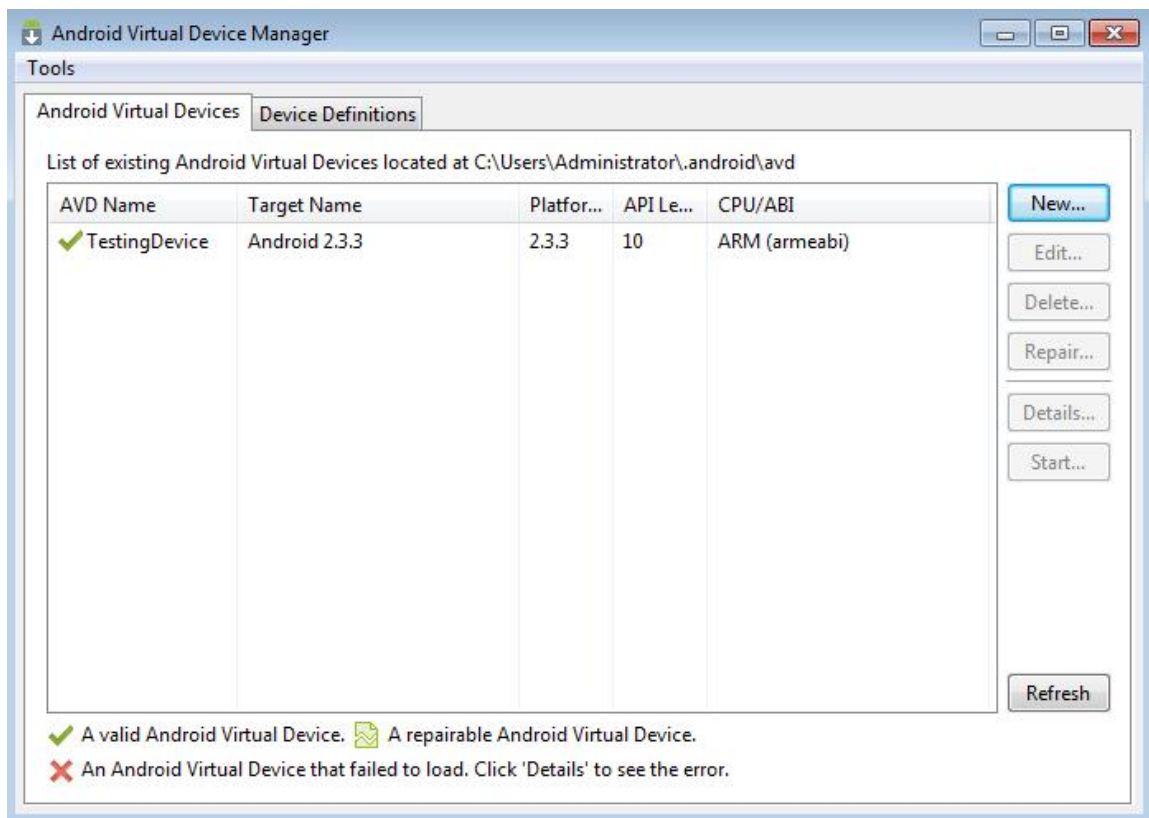 Android Virtual Device Manager
Tools
Android Virtual Devices Device Definitions
List of existing Android Virtual Devices located at C:\Users\Administrator\.android\avd
AVD Name Target Name Platfor... API Le... CPU/ABI
TestingDevice Android 2.3.3 2.3.3 10 ARM (armeabi)
New...
Edit...
Delete...
Repair...
Details...
Start...
Refresh
A valid Android Virtual Device. A repairable Android Virtual Device.
An Android Virtual Device that failed to load. Click 'Details' to see the error.